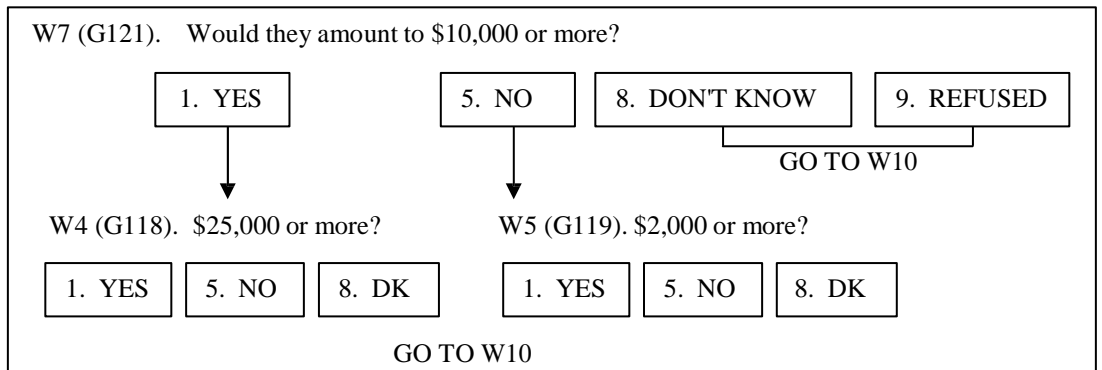 W7 (G121). Would they amount to $10,000 or more?
1. YES 5. NO 8. DON'T KNOW 9. REFUSED
GO TO W10
W4 (G118). $25,000 or more? W5 (G119). $2,000 or more?
1. YES 5. NO 8. DK 1. YES 5. NO 8. DK
GO TO W10